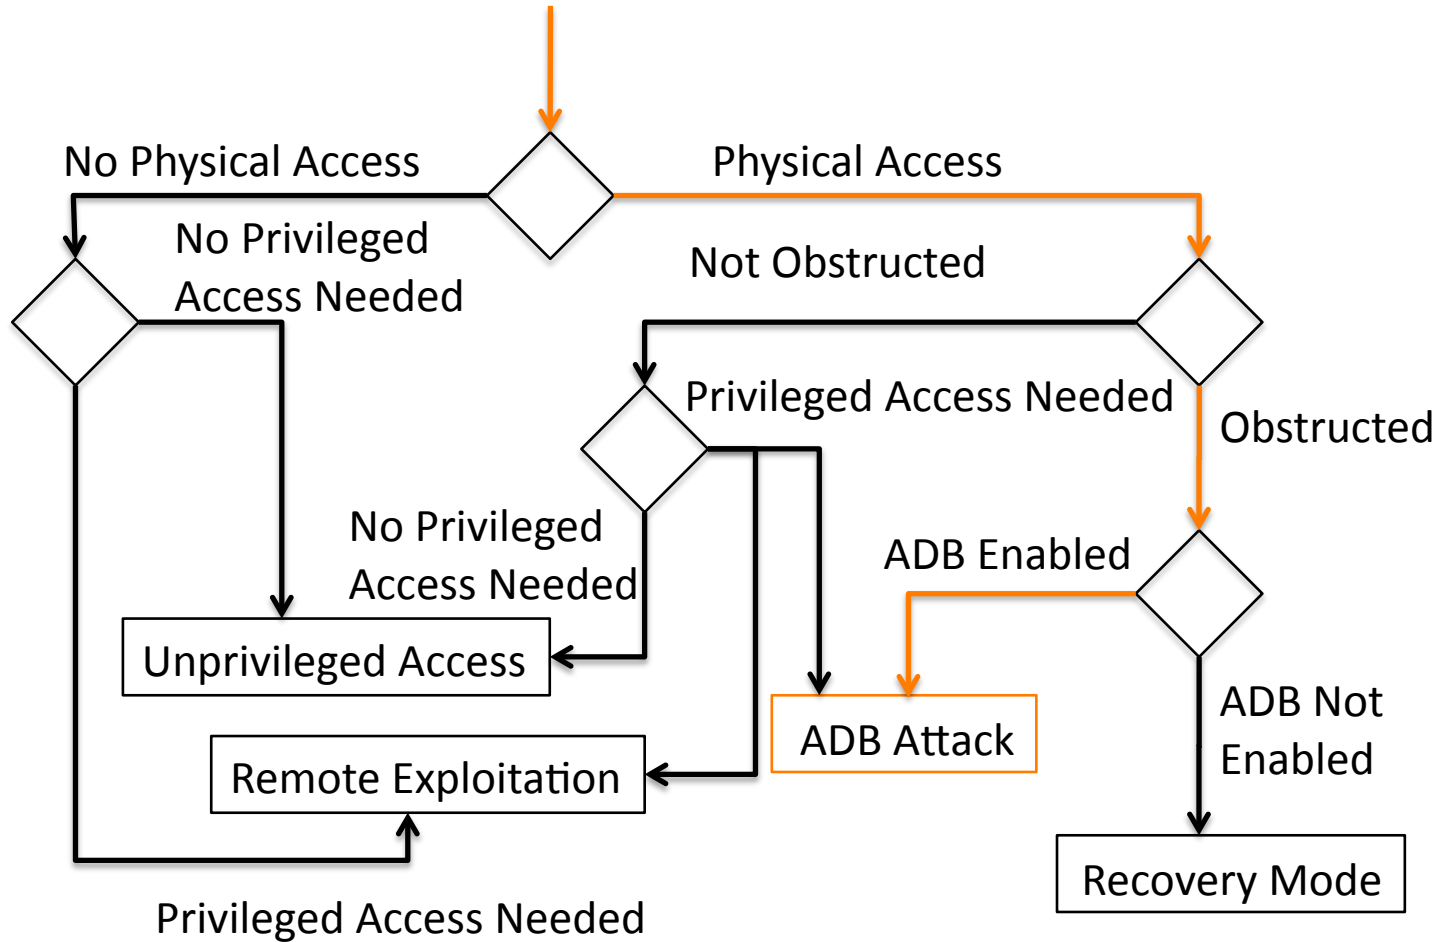 No Physical Access
Physical Access
No Privileged
Access Needed
Not Obstructed
Privileged Access Needed
Obstructed
No Privileged
Access Needed
ADB Enabled
Unprivileged Access
ADB Attack
ADB Not
Enabled
Remote Exploitation
Recovery Mode
Privileged Access Needed